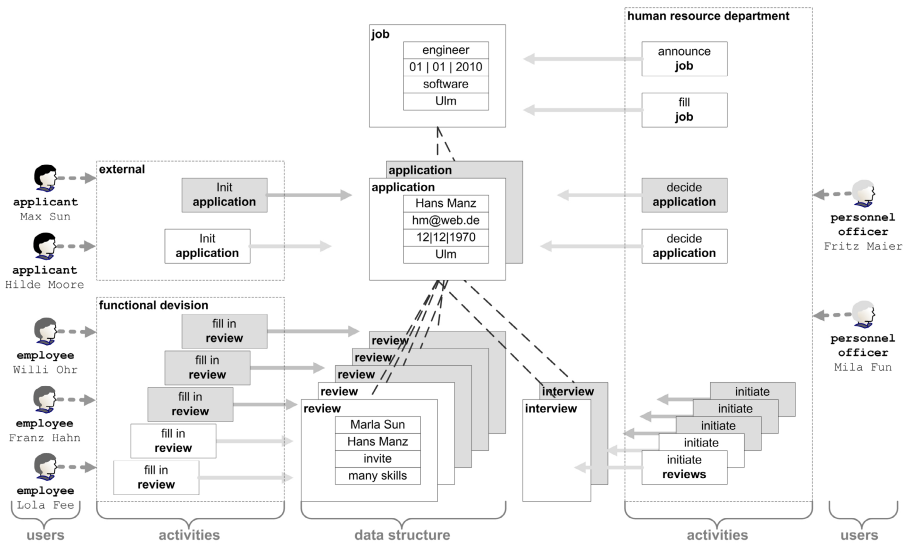 human resource department
job
engineer
01 | 01 | 2010
software
Ulm
announce
job
fill
job
external
Init
application
Init
application
applicant
Max Sun
applicant
Hilde Moore
application
application
Hans Manz
hm@web.de
12|12|1970
Ulm
decide
application
decide
application
personnel
officer
Fritz Maier
personnel
officer
Mila Fun
functional devision
fill in
review
fill in
review
fill in
review
fill in
review
fill in
review
employee
Willi Ohr
employee
Franz Hahn
employee
Lola Fee
review
review
review
review
review
Marla Sun
Hans Manz
invite
many skills
interview
interview
initiate
initiate
initiate
initiate
initiate
reviews
users
activities
data structure
activities
users